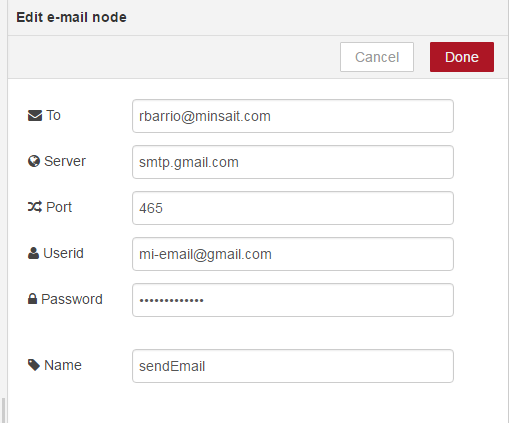 Edit e-mail node
Cancel Done
To rbarrio@minsait.com
Server smtp.gmail.com
Port 465
Userid mi-email@gmail.com
Password •••••••••••••
Name sendEmail